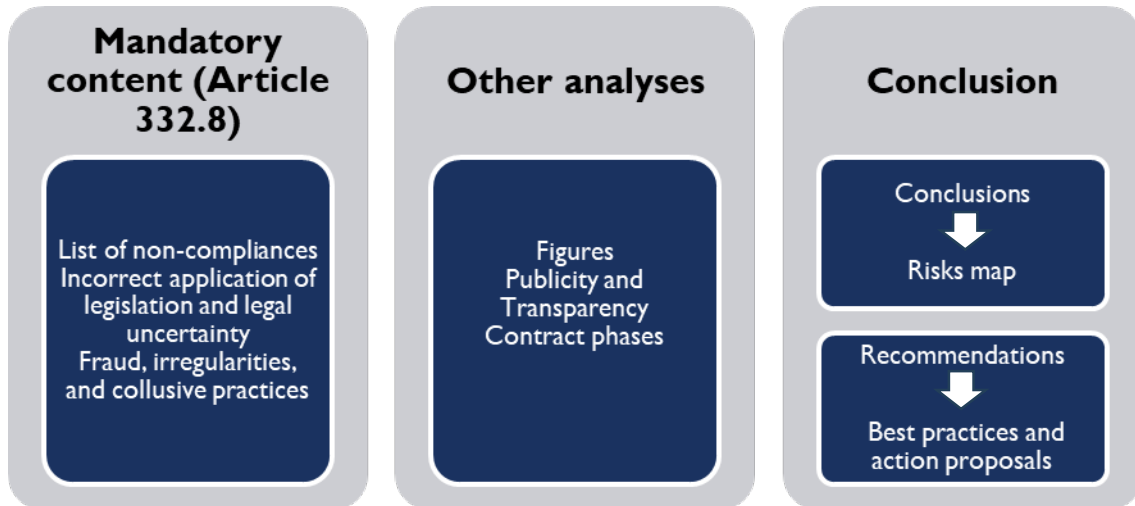 Mandatory
content (Article
332.8)
List of non-compliances
Incorrect application of
legislation and legal
uncertainty
Fraud, irregularities,
and collusive practices
Other analyses
Figures
Publicity and
Transparency
Contract phases
Conclusion
Conclusions
Risks map
Recommendations
Best practices and
action proposals